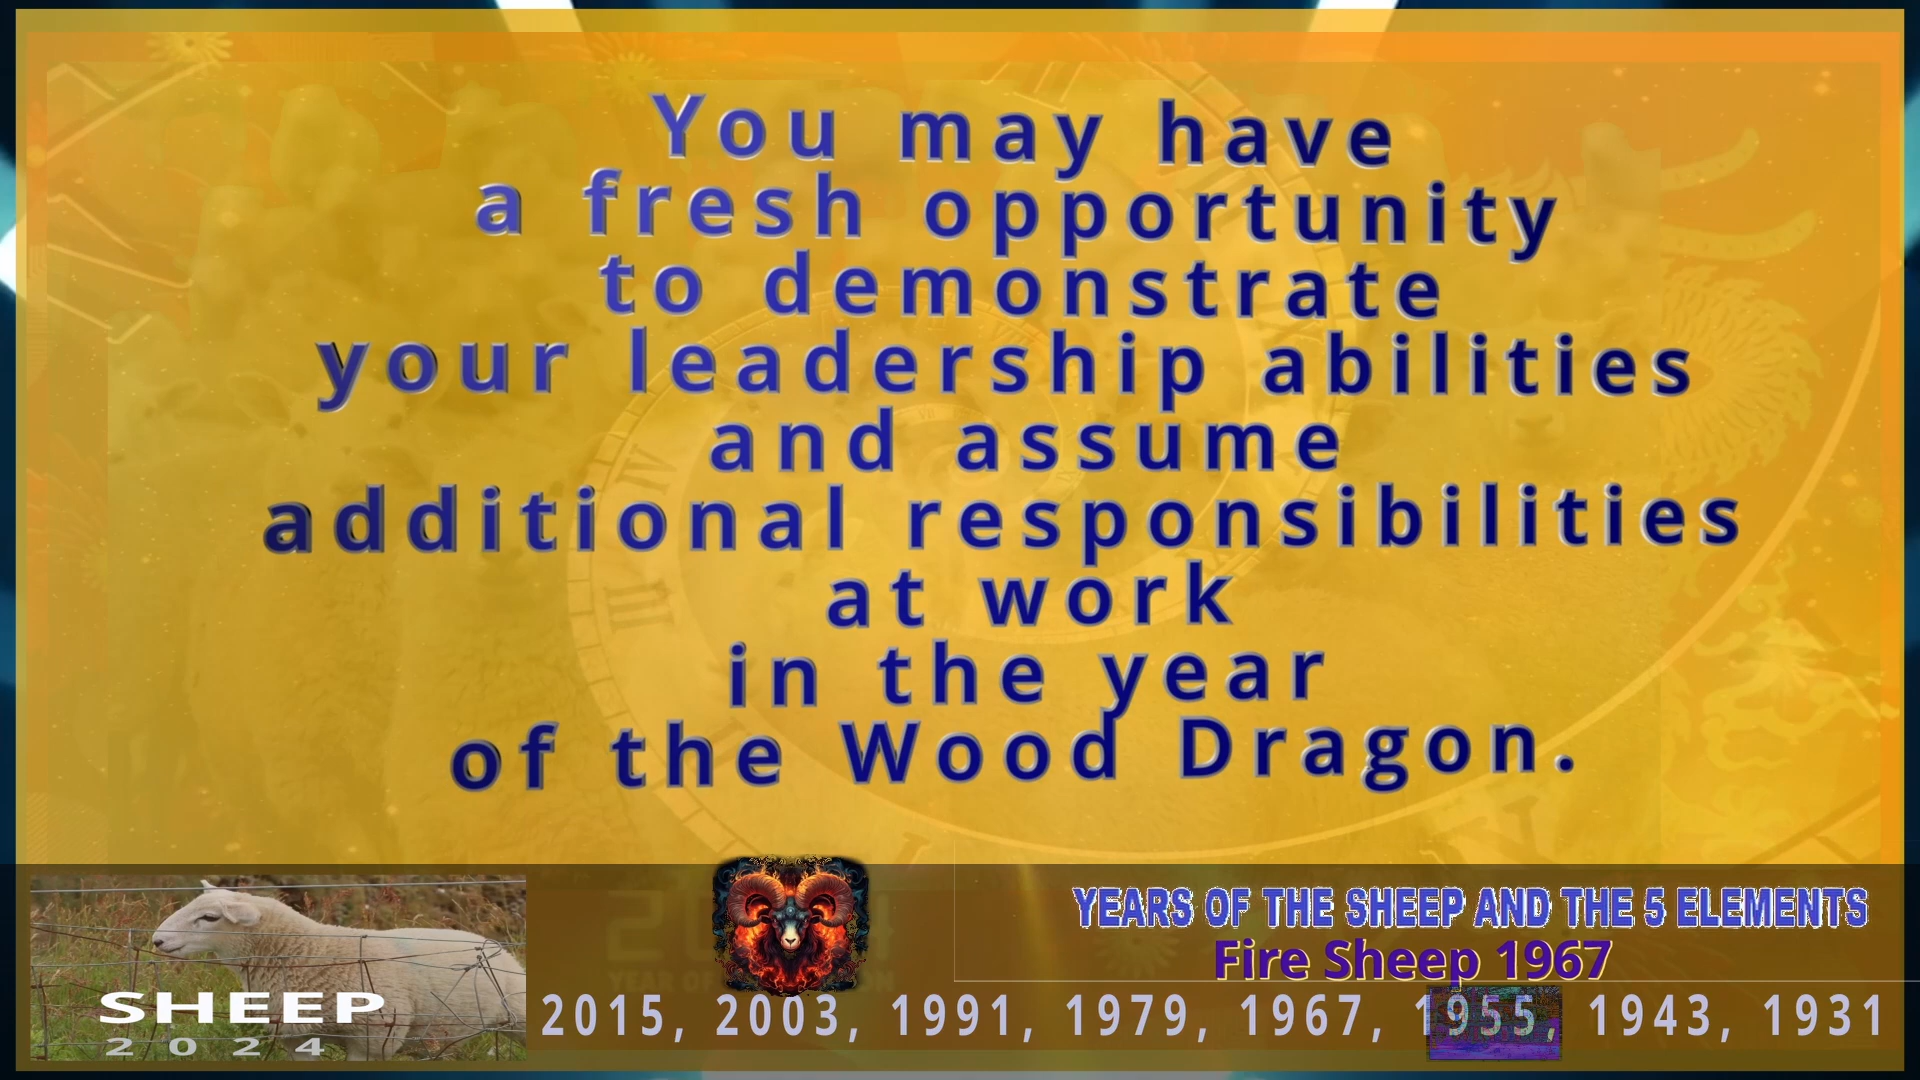 You may have
a fresh opportunity
to demonstrate
your leadership abilities
and assume
additional responsibilities
at work
in the year
of the Wood Dragon.
YEARS OF THE SHEEP AND THE 5 ELEMENTS
Fire Sheep 1967
SHEEP
2024
2015, 2003, 1991, 1979, 1967, 1955, 1943, 1931